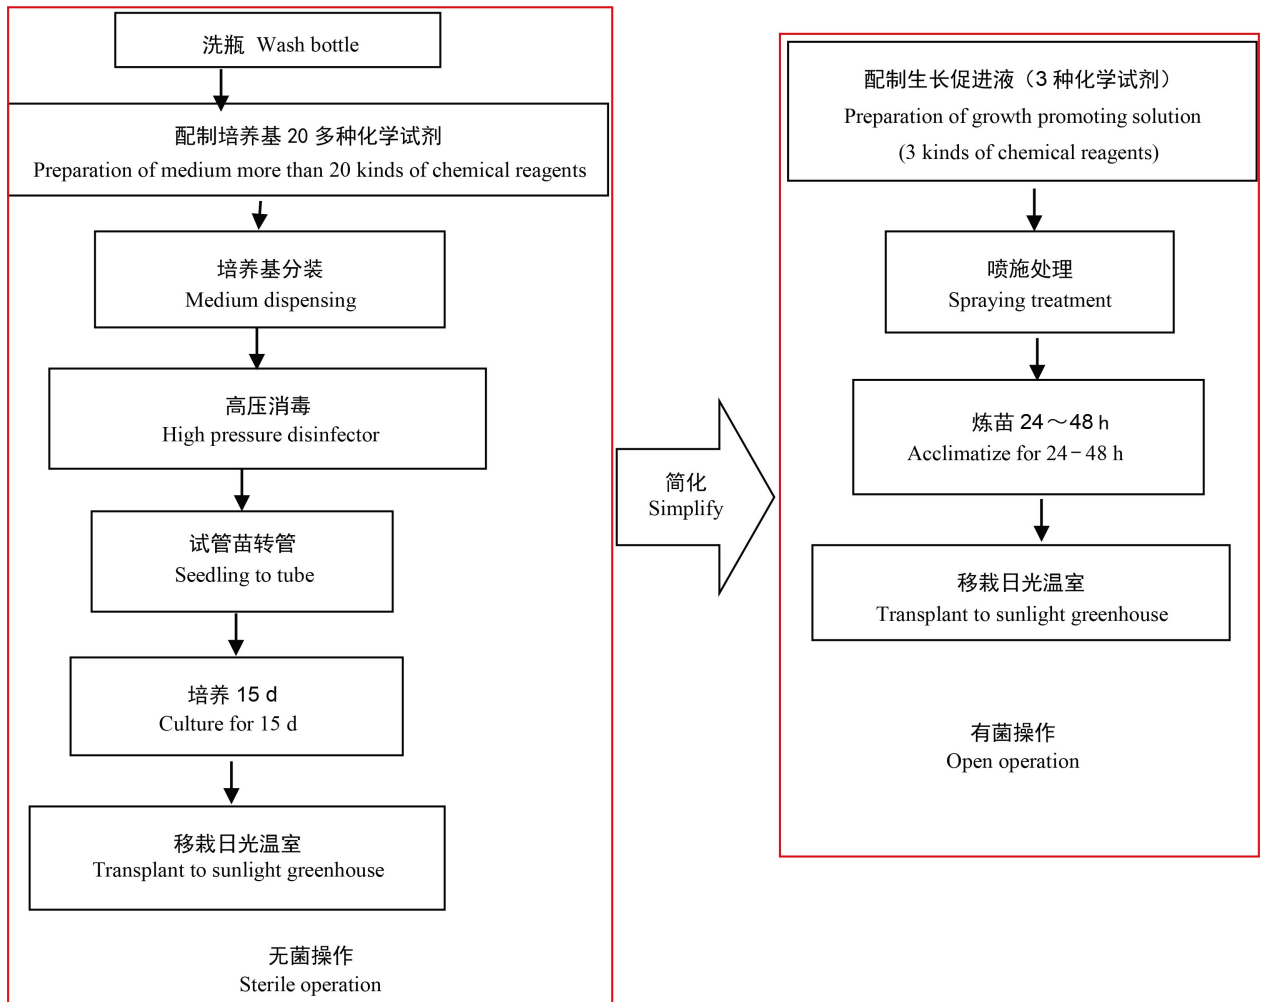 洗瓶 Wash bottle
配制培养基 20 多种化学试剂
Preparation of medium more than 20 kinds of chemical reagents
培养基分装
Medium dispensing
高压消毒
High pressure disinfector
试管苗转管
Seedling to tube
培养 15 d
Culture for 15 d
移栽日光温室
Transplant to sunlight greenhouse
无菌操作
Sterile operation
简化
Simplify
配制生长促进液（3 种化学试剂）
Preparation of growth promoting solution
(3 kinds of chemical reagents)
喷施处理
Spraying treatment
炼苗 24～48 h
Acclimatize for 24－48 h
移栽日光温室
Transplant to sunlight greenhouse
有菌操作
Open operation